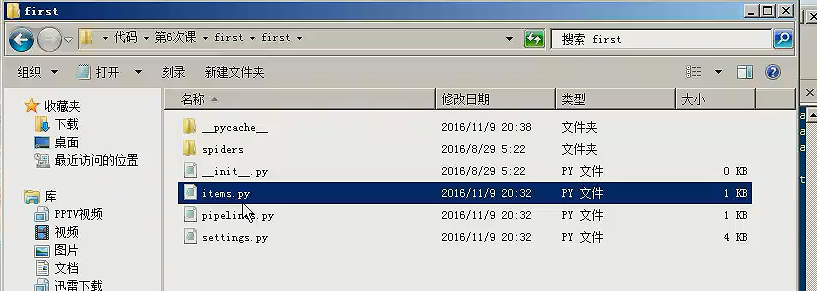 first
代码 第6次课 first first
搜索 first
组织 打开 刻录 新建文件夹
收藏夹
下载
桌面
最近访问的位置
库
PPTV视频
视频
图片
文档
迅雷下载
名称 修改日期 类型 大小
__pycache__ 2016/11/9 20:38 文件夹
spiders 2016/8/29 5:22 文件夹
__init__.py 2016/8/29 5:22 PY 文件 0 KB
items.py 2016/11/9 20:32 PY 文件 1 KB
pipelines.py 2016/11/9 20:32 PY 文件 1 KB
settings.py 2016/11/9 20:32 PY 文件 4 KB